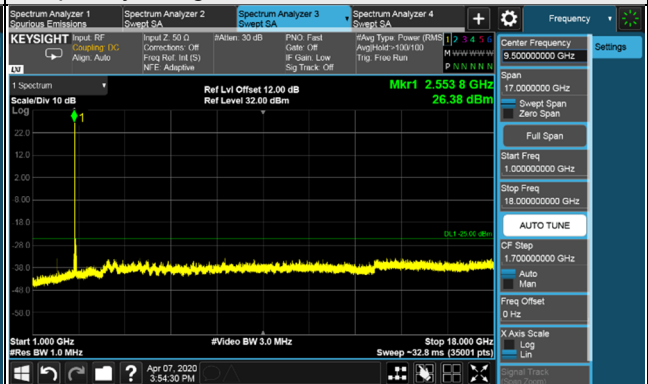 Spectrum Analyzer 1
Spurious Emissions
Spectrum Analyzer 2
Swept SA
Spectrum Analyzer 3
Swept SA
Spectrum Analyzer 4
Swept SA
+
Frequency
KEYSIGHT
Input: RF
Coupling: DC
Align: Auto
Input Z: 50 Ω
Corrections: Off
Freq Ref: Int (S)
NFE: Adaptive
#Atten: 30 dB
PNO: Fast
Gate: Off
IF Gain: Low
Sig Track: Off
#Avg Type: Power (RMS)
Avg|Hold:>100/100
Trig: Free Run
1 2 3 4 5 6
M W W W W W
P N N N N N
LXI
Center Frequency
9.500000000 GHz
Settings
Span
17.0000000 GHz
Swept Span
Zero Span
Full Span
Start Freq
1.000000000 GHz
Stop Freq
18.000000000 GHz
AUTO TUNE
CF Step
1.700000000 GHz
Auto
Man
Freq Offset
0 Hz
X Axis Scale
Log
Lin
Signal Track
1 Spectrum
Scale/Div 10 dB
Log
Ref Lvl Offset 12.00 dB
Ref Level 32.00 dBm
Mkr1 2.553 8 GHz
26.38 dBm
1
22.0
12.0
2.00
-8.00
-18.0
-28.0
-38.0
-48.0
-58.0
DL1 -25.00 dBm
Start 1.000 GHz
#Res BW 1.0 MHz
#Video BW 3.0 MHz
Stop 18.000 GHz
Sweep ~32.8 ms (35001 pts)
?
Apr 07, 2020
3:54:30 PM